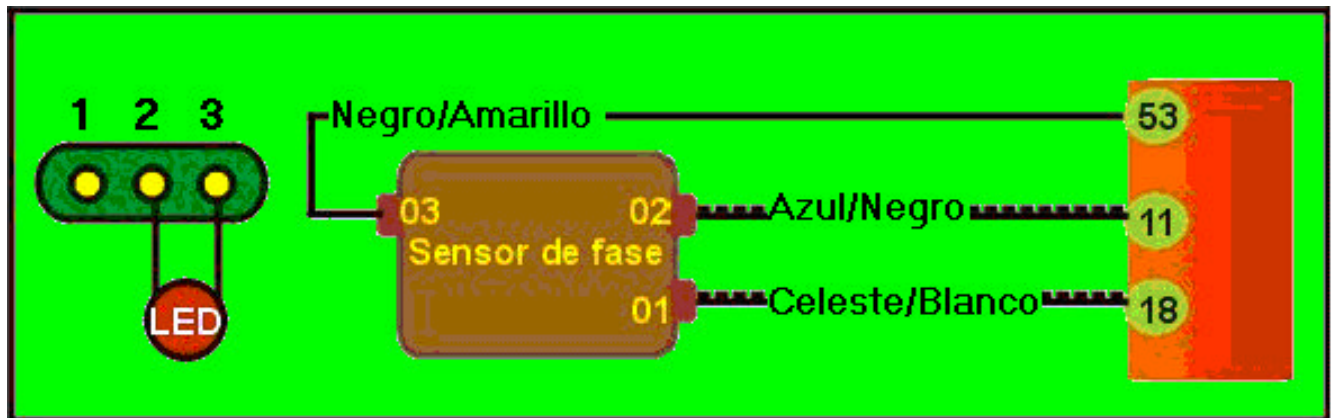 1 2 3
Negro/Amarillo
53
03
02
Azul/Negro
11
Sensor de fase
01
Celeste/Blanco
18
LED